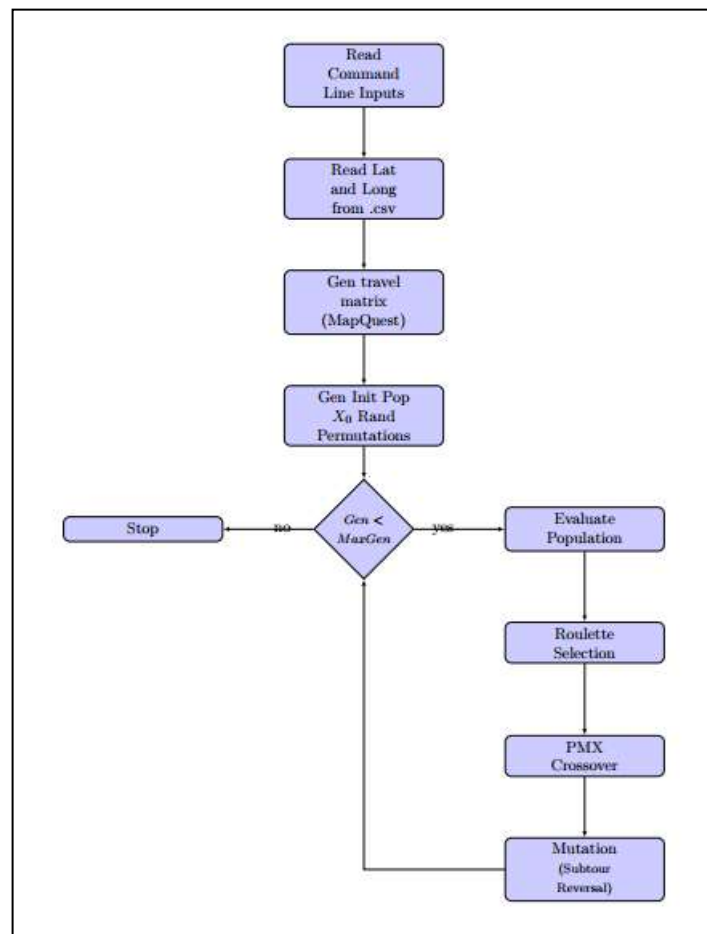 Read
Command
Line Inputs
Read Lat
and Long
from .csv
Gen travel
matrix
(MapQuest)
Gen Init Pop
X₀ Rand
Permutations
Gen <
MaxGen
no
Stop
yes
Evaluate
Population
Roulette
Selection
PMX
Crossover
Mutation
(Subtour
Reversal)